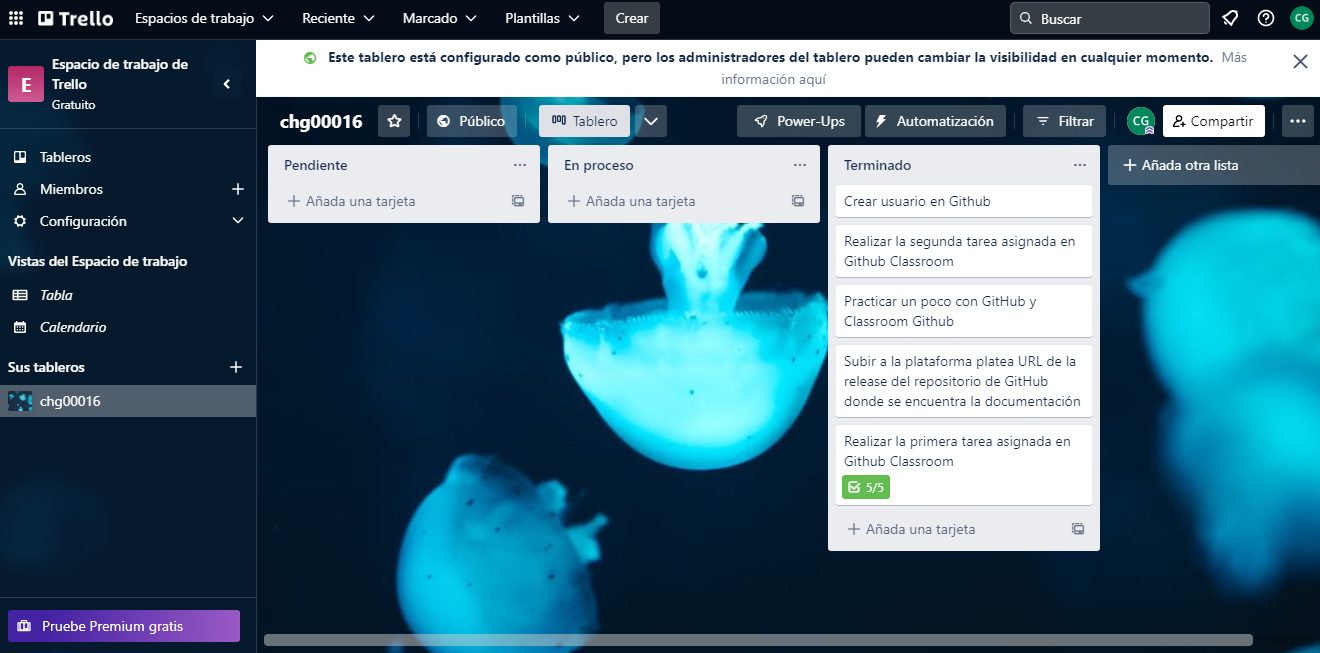 Trello
Espacios de trabajo
Reciente
Marcado
Plantillas
Crear
Buscar
CG
E
Espacio de trabajo de
Trello
Gratuito
Este tablero está configurado como público, pero los administradores del tablero pueden cambiar la visibilidad en cualquier momento. Más
información aquí
chg00016
Público
Tablero
Power-Ups
Automatización
Filtrar
CG
Compartir
Tableros
Miembros
Configuración
Vistas del Espacio de trabajo
Tabla
Calendario
Sus tableros
chg00016
Pruebe Premium gratis
Pendiente
Añada una tarjeta
En proceso
Añada una tarjeta
Terminado
Crear usuario en Github
Realizar la segunda tarea asignada en
Github Classroom
Practicar un poco con GitHub y
Classroom Github
Subir a la plataforma platea URL de la
release del repositorio de GitHub
donde se encuentra la documentación
Realizar la primera tarea asignada en
Github Classroom
5/5
Añada una tarjeta
Añada otra lista